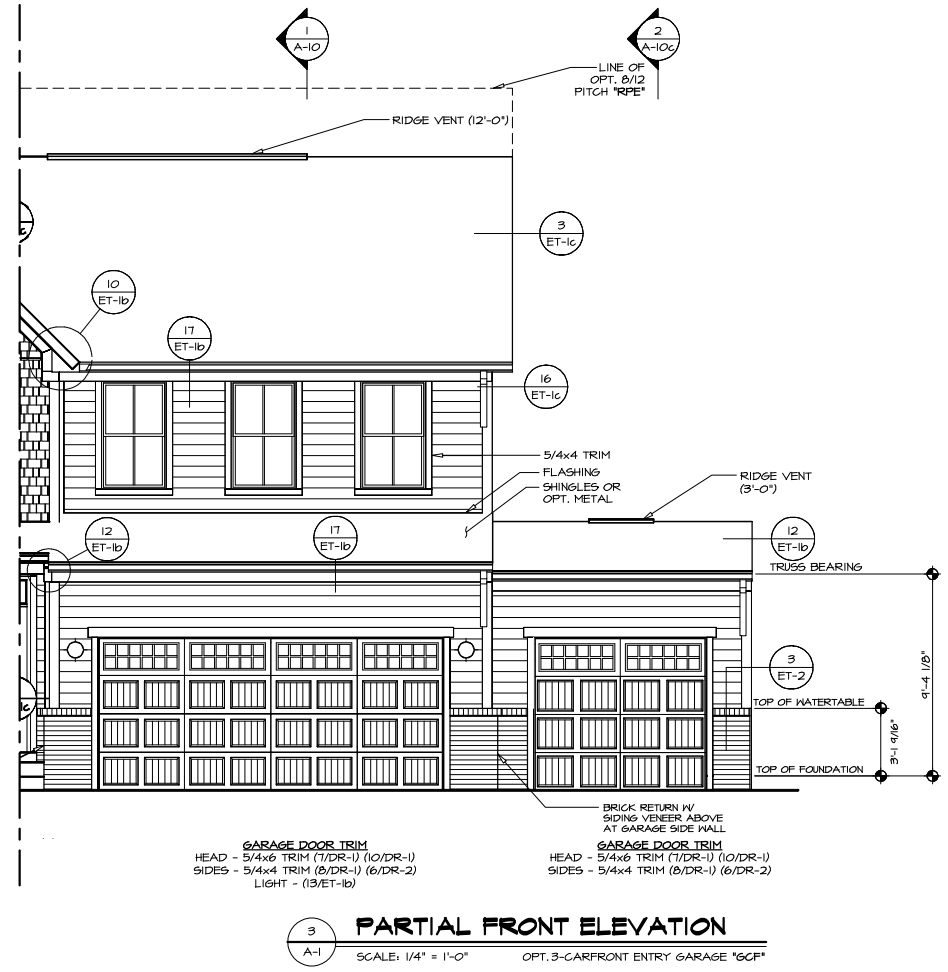 1
A-10
2
A-10c
LINE OF
OPT. 8/12
PITCH "RPE"
RIDGE VENT (12'-0")
3
ET-1c
10
ET-1b
17
ET-1b
16
ET-1c
5/4x4 TRIM
FLASHING
SHINGLES OR
OPT. METAL
RIDGE VENT
(3'-0")
12
ET-1b
17
ET-1b
12
ET-1b
TRUSS BEARING
3
ET-2
9'-4 1/8"
TOP OF WATERTABLE
3'-1 9/16"
TOP OF FOUNDATION
BRICK RETURN W/
SIDING VENEER ABOVE
AT GARAGE SIDE WALL
GARAGE DOOR TRIM
HEAD - 5/4x6 TRIM (7/DR-1) (10/DR-1)
SIDES - 5/4x4 TRIM (8/DR-1) (6/DR-2)
LIGHT - (13/ET-1b)
GARAGE DOOR TRIM
HEAD - 5/4x6 TRIM (7/DR-1) (10/DR-1)
SIDES - 5/4x4 TRIM (8/DR-1) (6/DR-2)
3
A-1
PARTIAL FRONT ELEVATION
SCALE: 1/4" = 1'-0"
OPT. 3-CARFRONT ENTRY GARAGE "GCF"